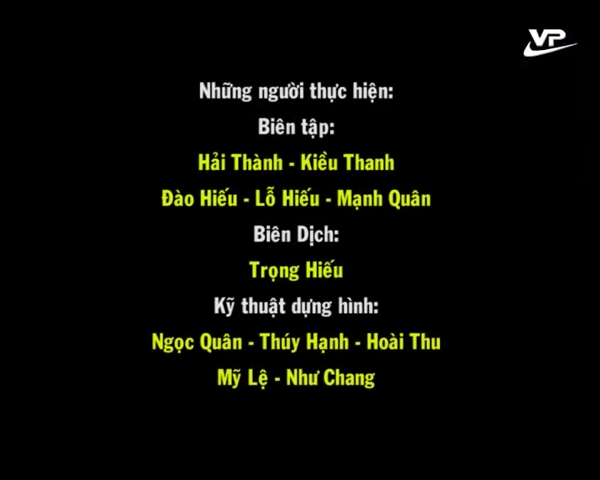 VP
Những người thực hiện:
Biên tập:
Hải Thành - Kiều Thanh
Đào Hiếu - Lỗ Hiếu - Mạnh Quân
Biên Dịch:
Trọng Hiếu
Kỹ thuật dựng hình:
Ngọc Quân - Thúy Hạnh - Hoài Thu
Mỹ Lệ - Như Chang